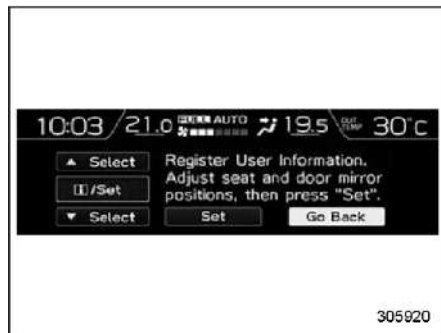 10:03 21.0 FULL AUTO 19.5 OUT TEMP 30°C
▲ Select
i/Set
▼ Select
Register User Information.
Adjust seat and door mirror
positions, then press "Set".
Set Go Back
305920